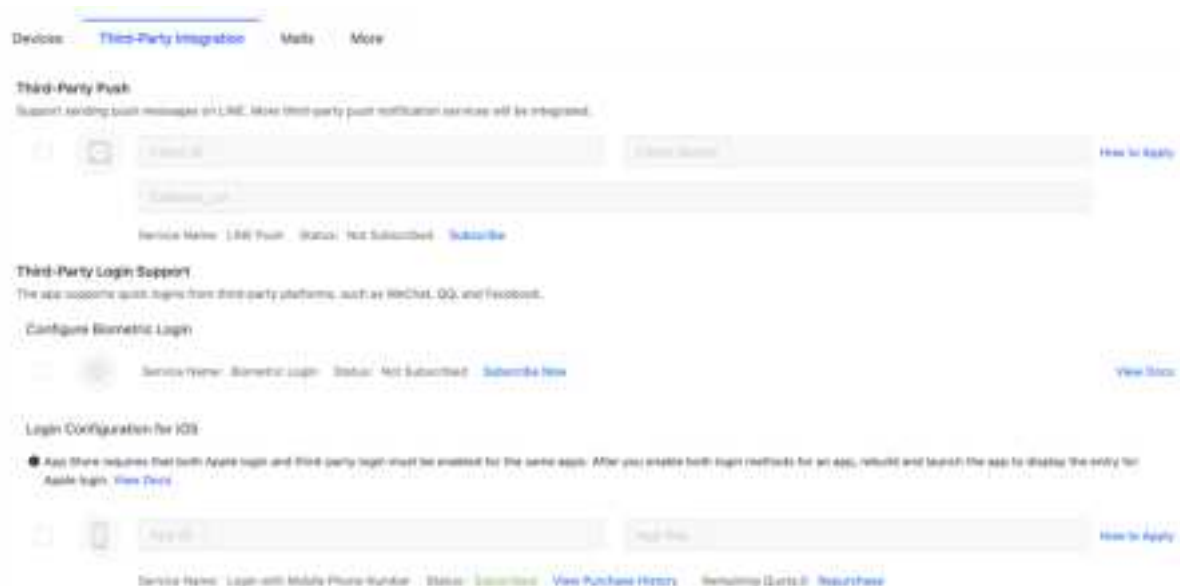 Devices Third-Party Integration Malls More
Third-Party Push
Support sending push messages on LINE. More third-party push notification services will be integrated.
Client ID Client Secret How to Apply
Service Name: LINE Push Status: Not Subscribed Subscribe
Third-Party Login Support
The app supports quick logins from third-party platforms, such as WeChat, QQ, and Facebook.
Configure Biometric Login
Service Name: Biometric Login Status: Not Subscribed Subscribe Now View Docs
Login Configuration for iOS
App Store requires that both Apple login and third-party login must be enabled for the same apps. After you enable both login methods for an app, rebuild and launch the app to display the entry for
Apple login. View Docs
App ID App Key How to Apply
Service Name: Login with Mobile Phone Number Status: Subscribed View Purchase History Remaining Quota:0 Repurchase